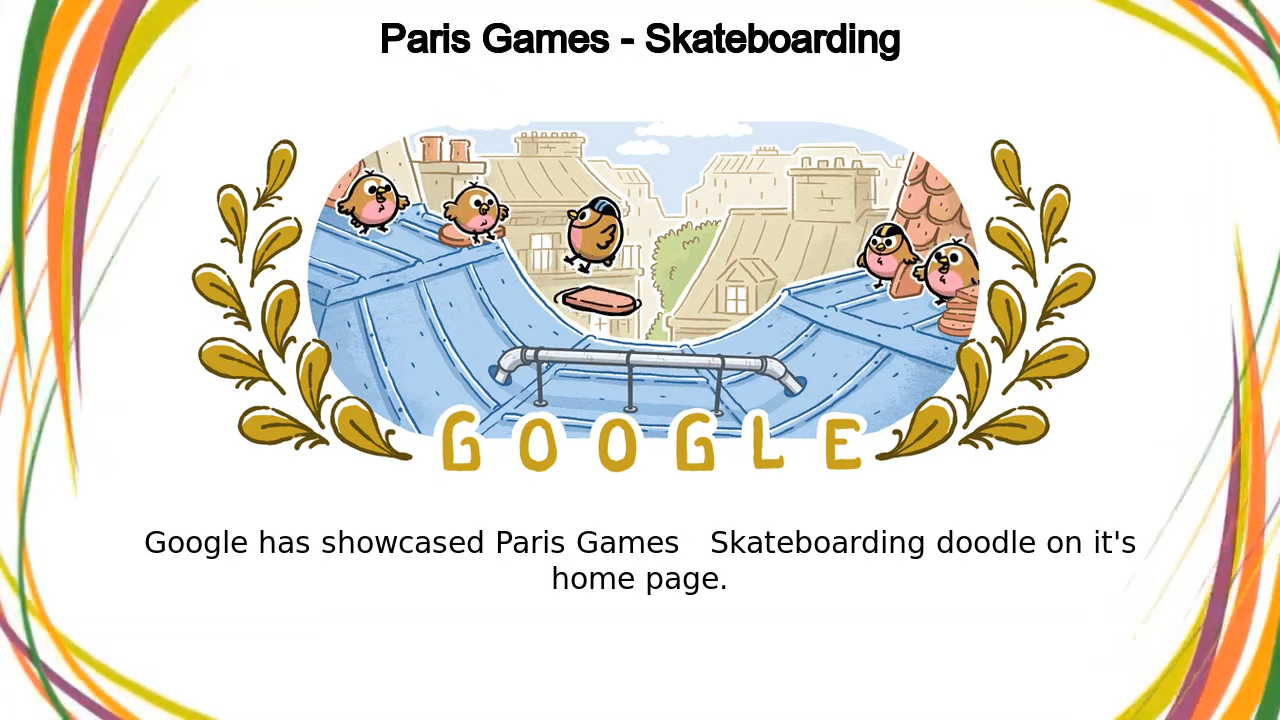 Paris Games - Skateboarding
GOOGLE
Google has showcased Paris Games   Skateboarding doodle on it's
home page.